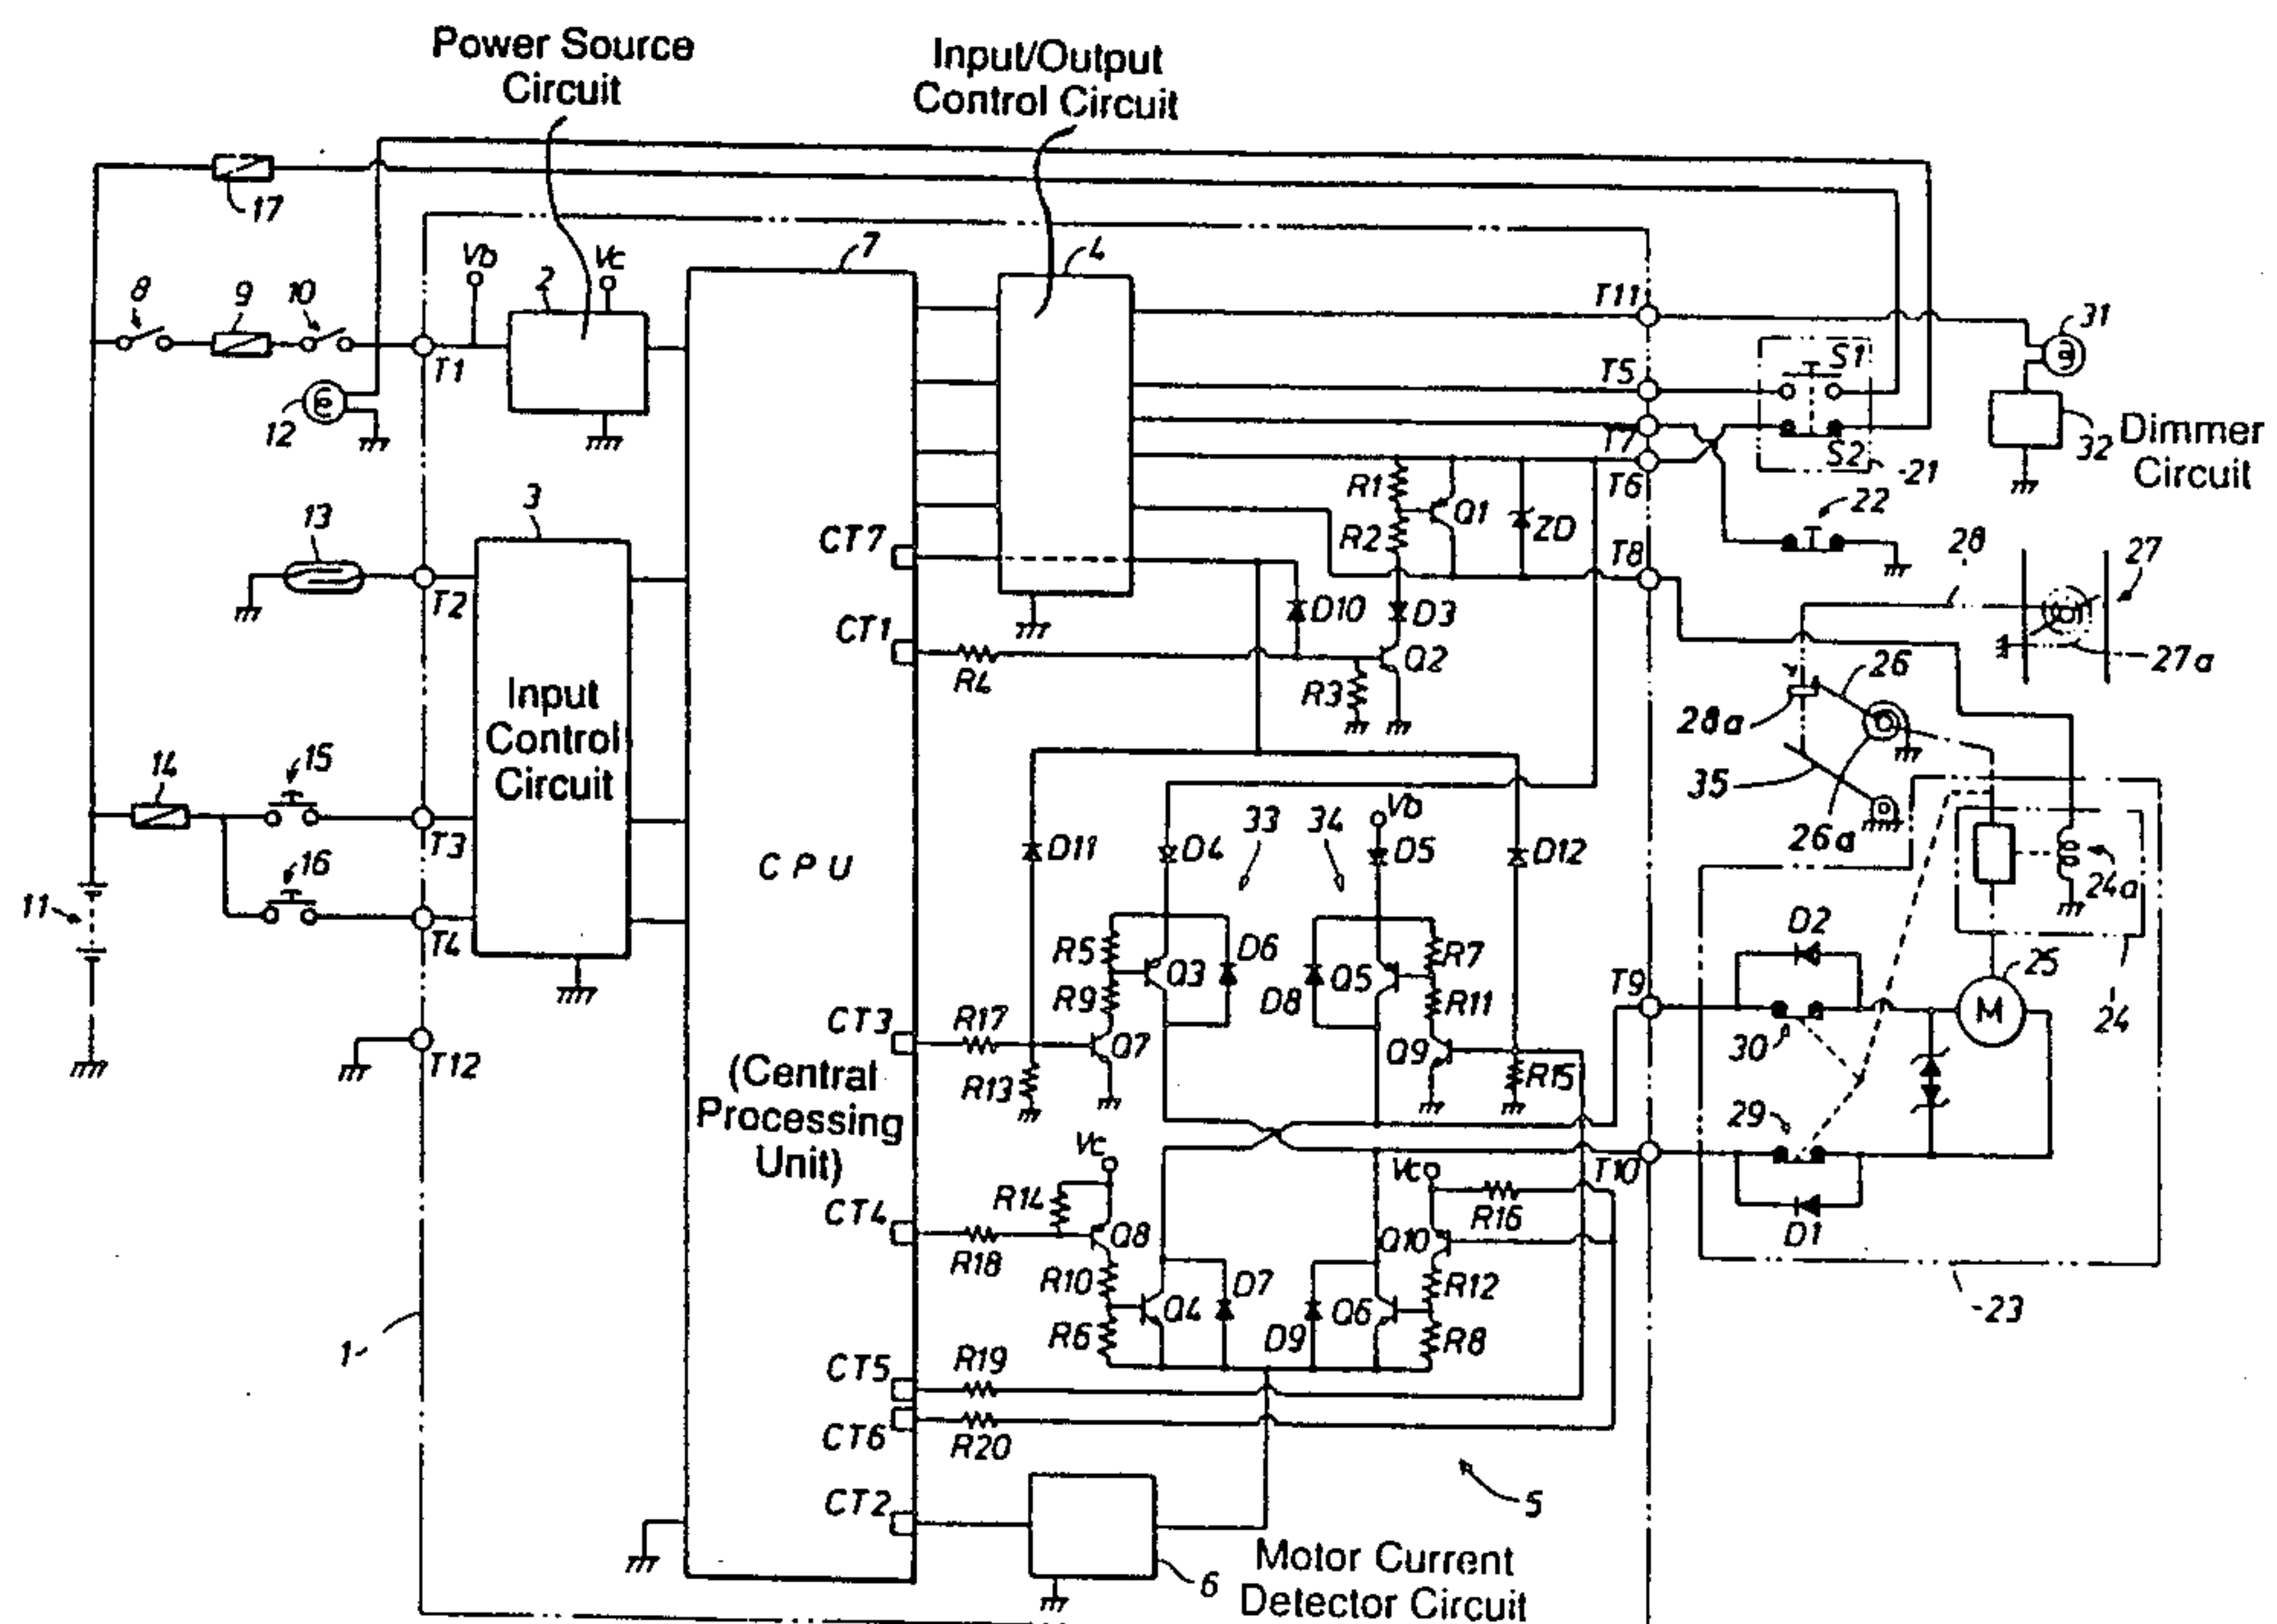 Power Source
Circuit
Input/Output
Control Circuit
17
Vb
Vc
2
7
4
8
9
10
T1
12
T11
31
T5
S1
T7
S2
T6
21
32
Dimmer
Circuit
22
13
T2
3
CT7
R1
R2
Q1
ZD
T8
28
27
27a
CT1
R4
D10
D3
Q2
R3
26
28a
35
26a
Input
Control
Circuit
14
15
T3
16
T4
11
CPU
D11
D4
33
34
Vb
D5
D12
24a
R5
R9
Q3
D6
D8
Q5
R7
R11
D2
25
M
24
T9
30
T12
CT3
R17
R13
Q7
Q9
R15
(Central
Processing
Unit)
29
T10
D1
Vc
R14
CT4
R18
Q8
R10
Q4
R6
D7
D9
Q6
Vc
R16
Q10
R12
R8
23
1
CT5
R19
CT6
R20
CT2
6
5
Motor Current
Detector Circuit